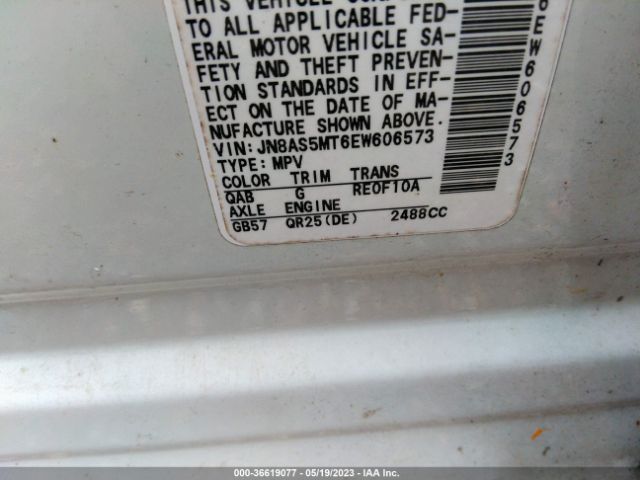 THIS VEHICLE
TO ALL APPLICABLE FED-
ERAL MOTOR VEHICLE SA-
FETY AND THEFT PREVEN-
TION STANDARDS IN EFF-
ECT ON THE DATE OF MA-
NUFACTURE SHOWN ABOVE.
VIN: JN8AS5MT6EW606573
TYPE: MPV
COLOR TRIM TRANS
QAB G RE0F10A
AXLE ENGINE
GB57 QR25(DE) 2488CC
6EW606573
000-36619077 - 05/19/2023 - IAA Inc.